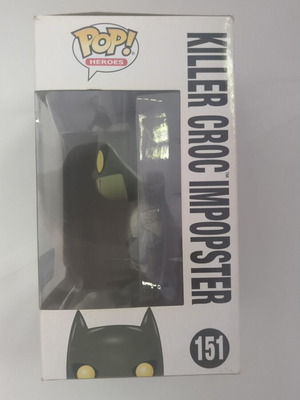 POP!
HEROES
KILLER CROC™ IMPOPSTER
151